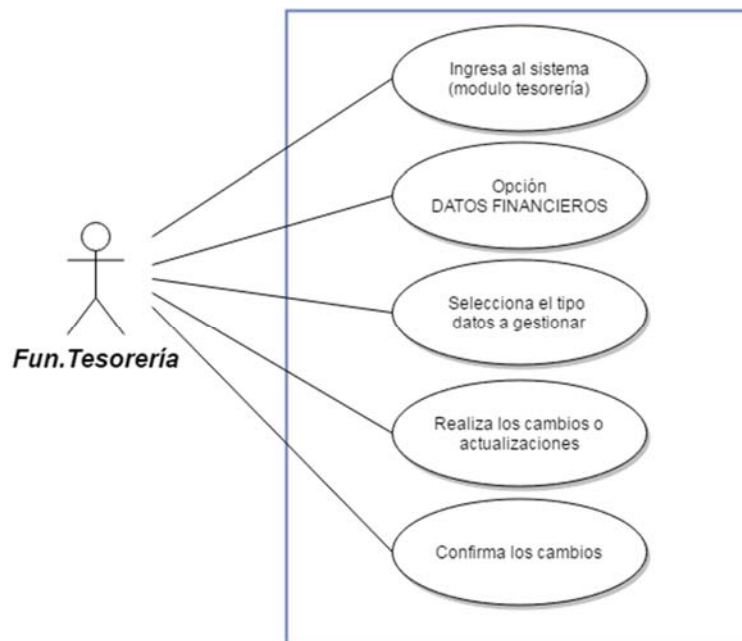 Ingresa al sistema
(modulo tesorería)
Opción
DATOS FINANCIEROS
Selecciona el tipo
datos a gestionar
Fun.Tesorería
Realiza los cambios o
actualizaciones
Confirma los cambios